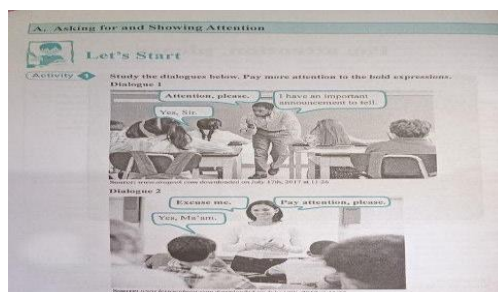 A. Asking for and Showing Attention
Let's Start
Activity 1
Study the dialogues below. Pay more attention to the bold expressions.
Dialogue 1
Attention, please.
I have an important
announcement to tell.
Yes, Sir.
Dialogue 2
Excuse me.
Pay attention, please.
Yes, Ma'am.